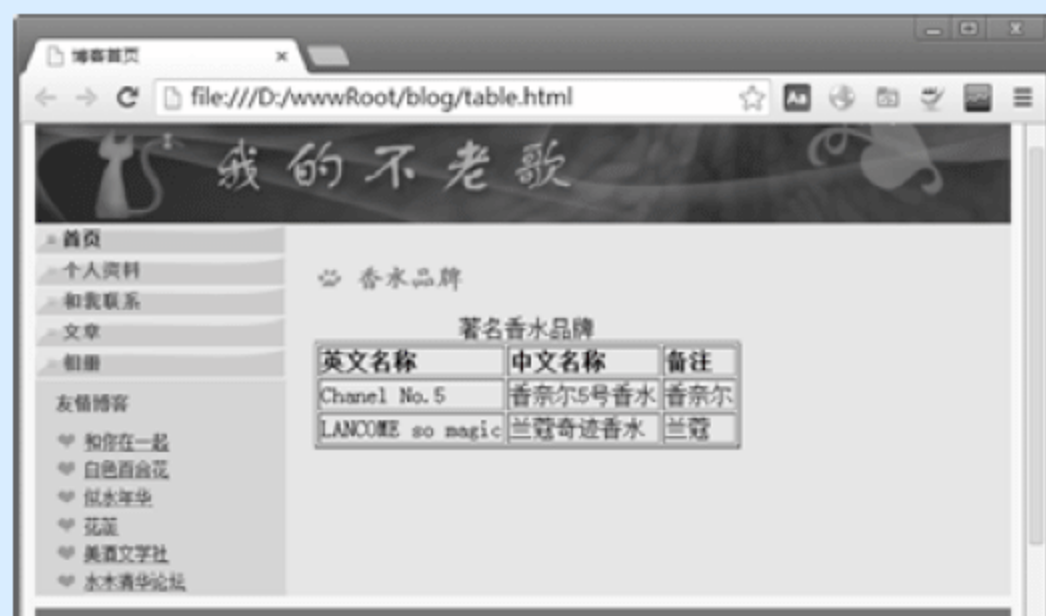 博客首页
file:///D:/wwwRoot/blog/table.html
我的不老歌
首页
个人资料
和我联系
文章
相册
友情博客
和你在一起
白色百合花
似水年华
花莲
美酒文学社
水木清华论坛
香水品牌
著名香水品牌
英文名称 中文名称 备注
Chanel No.5 香奈尔5号香水 香奈尔
LANCOME so magic 兰蔻奇迹香水 兰蔻